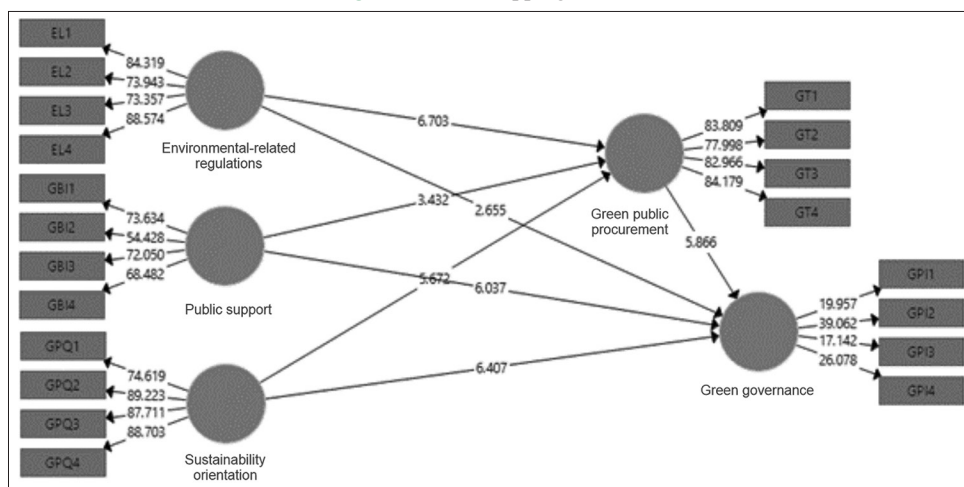 EL1
EL2
EL3
EL4
84.319
73.943
73.357
88.574
Environmental-related
regulations
GBI1
GBI2
GBI3
GBI4
73.634
54.428
72.050
68.482
Public support
GPQ1
GPQ2
GPQ3
GPQ4
74.619
89.223
87.711
88.703
Sustainability
orientation
6.703
3.432
2.655
5.672
6.037
6.407
Green public
procurement
5.866
83.809
77.998
82.966
84.179
GT1
GT2
GT3
GT4
Green governance
19.957
39.062
17.142
26.078
GPI1
GPI2
GPI3
GPI4